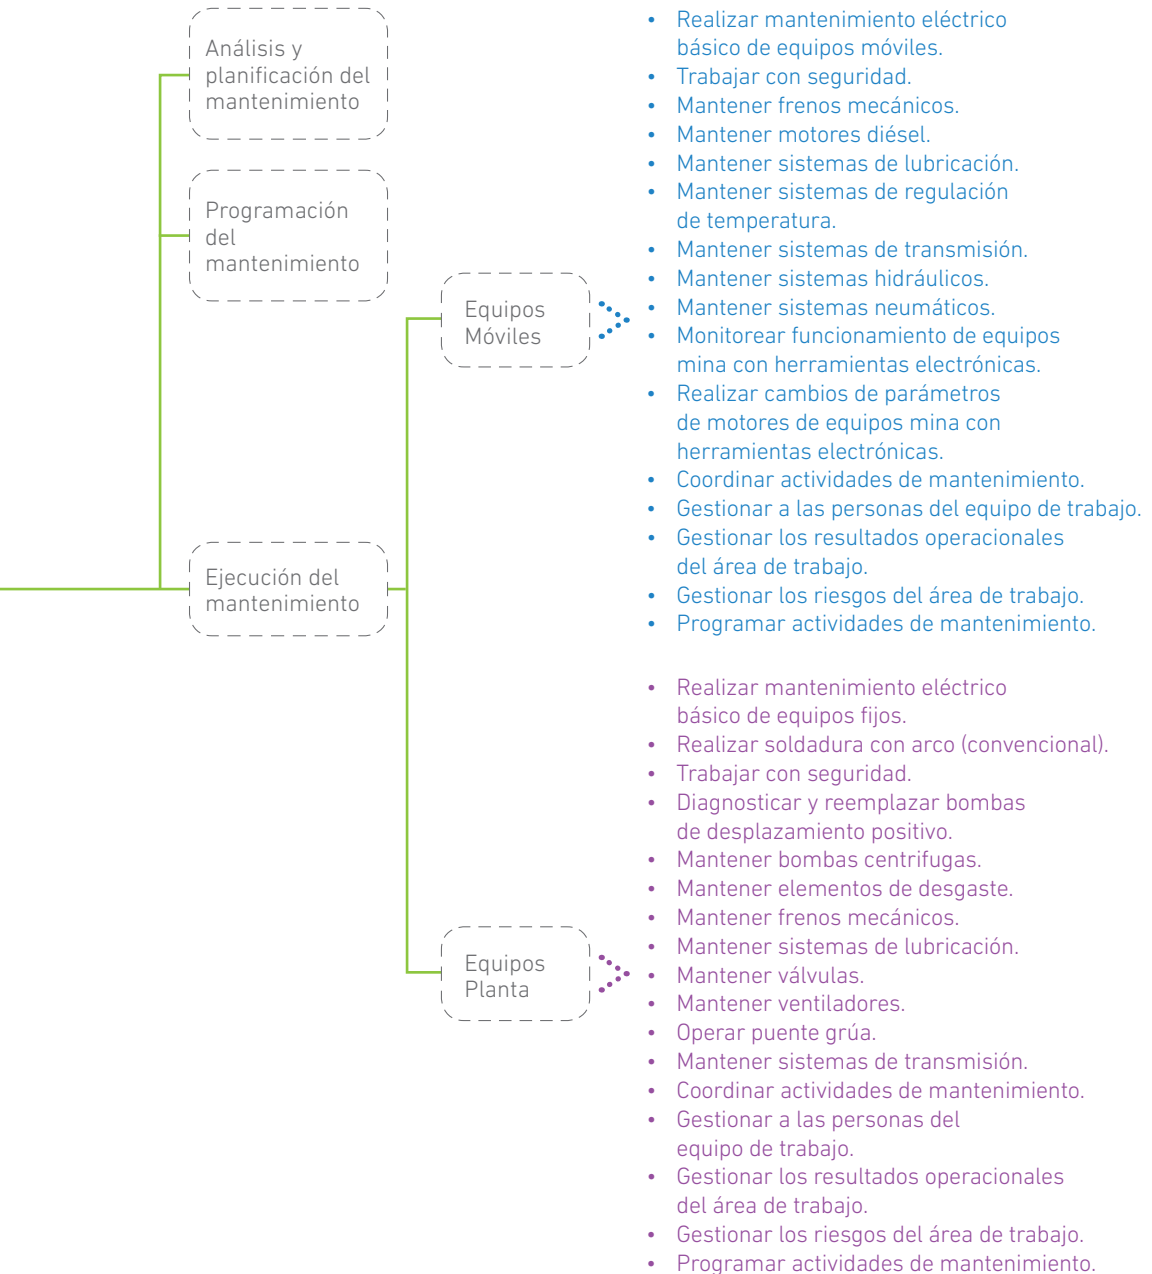 Análisis y
planificación del
mantenimiento
Programación
del
mantenimiento
Ejecución del
mantenimiento
Equipos
Móviles
• Realizar mantenimiento eléctrico
básico de equipos móviles.
• Trabajar con seguridad.
• Mantener frenos mecánicos.
• Mantener motores diésel.
• Mantener sistemas de lubricación.
• Mantener sistemas de regulación
de temperatura.
• Mantener sistemas de transmisión.
• Mantener sistemas hidráulicos.
• Mantener sistemas neumáticos.
• Monitorear funcionamiento de equipos
mina con herramientas electrónicas.
• Realizar cambios de parámetros
de motores de equipos mina con
herramientas electrónicas.
• Coordinar actividades de mantenimiento.
• Gestionar a las personas del equipo de trabajo.
• Gestionar los resultados operacionales
del área de trabajo.
• Gestionar los riesgos del área de trabajo.
• Programar actividades de mantenimiento.
Equipos
Planta
• Realizar mantenimiento eléctrico
básico de equipos fijos.
• Realizar soldadura con arco (convencional).
• Trabajar con seguridad.
• Diagnosticar y reemplazar bombas
de desplazamiento positivo.
• Mantener bombas centrifugas.
• Mantener elementos de desgaste.
• Mantener frenos mecánicos.
• Mantener sistemas de lubricación.
• Mantener válvulas.
• Mantener ventiladores.
• Operar puente grúa.
• Mantener sistemas de transmisión.
• Coordinar actividades de mantenimiento.
• Gestionar a las personas del
equipo de trabajo.
• Gestionar los resultados operacionales
del área de trabajo.
• Gestionar los riesgos del área de trabajo.
• Programar actividades de mantenimiento.